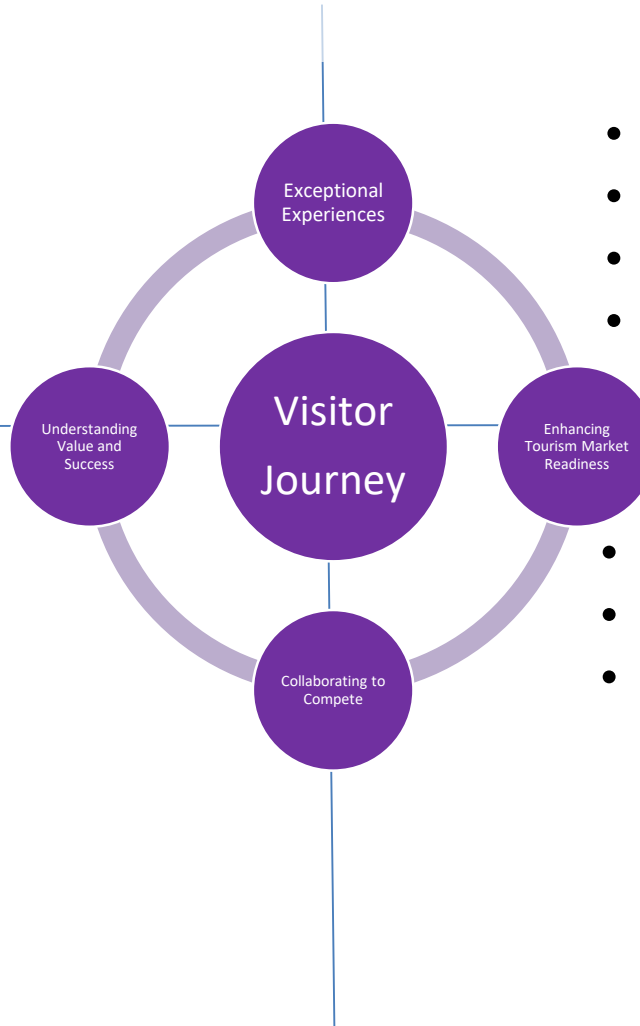 Exceptional
Experiences
Visitor
Journey
Understanding
Value and
Success
Enhancing
Tourism Market
Readiness
Collaborating to
Compete